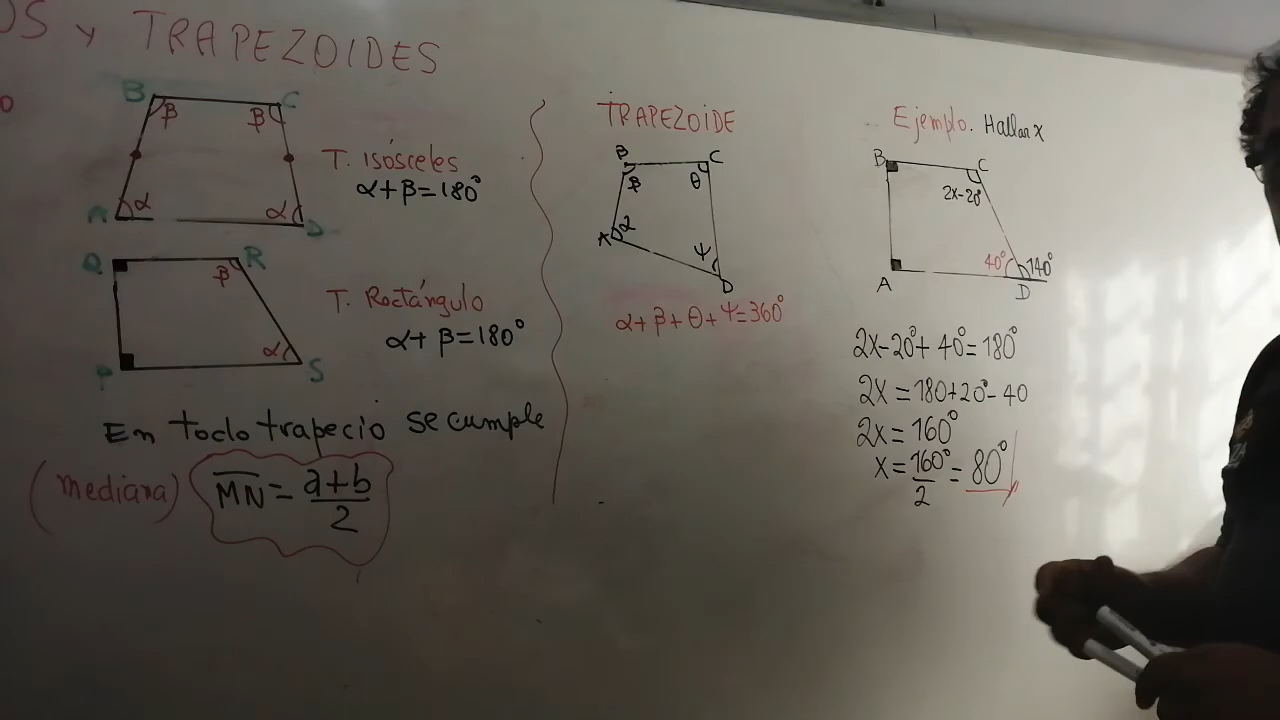 OS y TRAPEZOIDES
o
B
C
β
β
α
α
A
D
T. Isósceles
α+β=180°
Q
R
β
α
P
S
T. Rectángulo
α+β=180°
En todo trapecio se cumple
(mediana) MN = a+b/2
TRAPEZOIDE
B
C
β
θ
A
α
ψ
D
α+β+θ+ψ=360°
Ejemplo. Hallar x
B
C
2x-20°
40°
140°
A
D
2x-20°+40°=180°
2x=180+20°-40
2x=160°
x=160°/2=80°